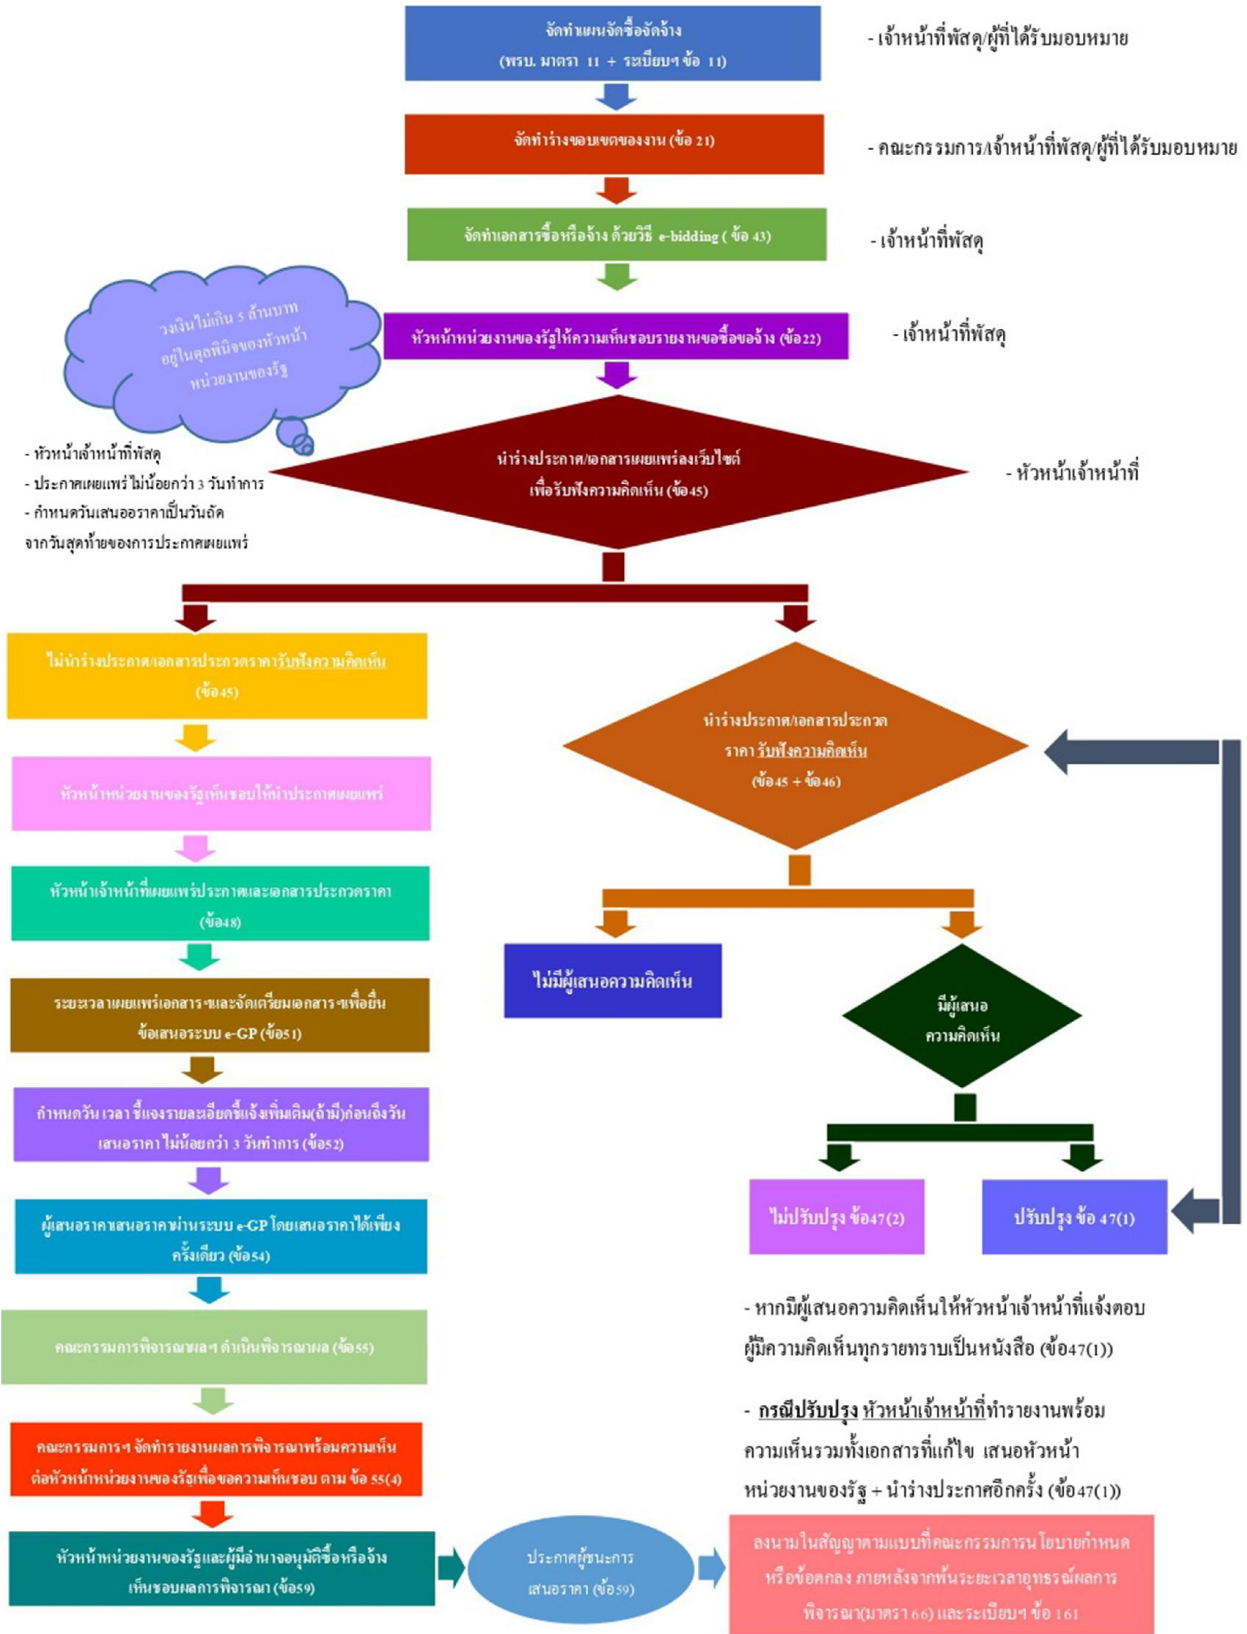 จัดทำแผนจัดซื้อจัดจ้าง
(พรบ. มาตรา 11 + ระเบียบฯ ข้อ 11)
- เจ้าหน้าที่พัสดุ/ผู้ที่ได้รับมอบหมาย
จัดทำร่างขอบเขตของงาน (ข้อ 21)
- คณะกรรมการ/เจ้าหน้าที่พัสดุ/ผู้ที่ได้รับมอบหมาย
จัดทำเอกสารซื้อหรือจ้าง ด้วยวิธี e-bidding ( ข้อ 43)
- เจ้าหน้าที่พัสดุ
วงเงินไม่เกิน 5 ล้านบาท
อยู่ในดุลพินิจของหัวหน้า
หน่วยงานของรัฐ
หัวหน้าหน่วยงานของรัฐให้ความเห็นชอบรายงานขอซื้อขอจ้าง (ข้อ22)
- เจ้าหน้าที่พัสดุ
- หัวหน้าเจ้าหน้าที่พัสดุ
- ประกาศเผยแพร่ไม่น้อยกว่า 3 วันทำการ
- กำหนดวันเสนออราคาเป็นวันถัด
จากวันสุดท้ายของการประกาศเผยแพร่
นำร่างประกาศ/เอกสารเผยแพร่ลงเว็บไซต์
เพื่อรับฟังความคิดเห็น (ข้อ45)
- หัวหน้าเจ้าหน้าที่
ไม่นำร่างประกาศ/เอกสารประกวดราคารับฟังความคิดเห็น
(ข้อ45)
หัวหน้าหน่วยงานของรัฐเห็นชอบให้นำประกาศเผยแพร่
หัวหน้าเจ้าหน้าที่เผยแพร่ประกาศและเอกสารประกวดราคา
(ข้อ48)
ระยะเวลาเผยแพร่เอกสารฯและจัดเตรียมเอกสารฯเพื่อยื่น
ข้อเสนอระบบ e-GP (ข้อ51)
กำหนดวัน เวลา ชี้แจงรายละเอียดชี้แจ้งเพิ่มเติม(ถ้ามี)ก่อนถึงวัน
เสนอราคา ไม่น้อยกว่า 3 วันทำการ (ข้อ52)
ผู้เสนอราคาเสนอราคาผ่านระบบ e-GP โดยเสนอราคาได้เพียง
ครั้งเดียว (ข้อ54)
คณะกรรมการพิจารณาผลฯ ดำเนินพิจารณาผล (ข้อ55)
คณะกรรมการฯ จัดทำรายงานผลการพิจารณาพร้อมความเห็น
ต่อหัวหน้าหน่วยงานของรัฐเพื่อขอความเห็นชอบ ตาม ข้อ 55(4)
หัวหน้าหน่วยงานของรัฐและผู้มีอำนาจอนุมัติซื้อหรือจ้าง
เห็นชอบผลการพิจารณา (ข้อ59)
นำร่างประกาศ/เอกสารประกวด
ราคา รับฟังความคิดเห็น
(ข้อ45 + ข้อ46)
ไม่มีผู้เสนอความคิดเห็น
มีผู้เสนอ
ความคิดเห็น
ไม่ปรับปรุง ข้อ47(2)
ปรับปรุง ข้อ 47(1)
- หากมีผู้เสนอความคิดเห็นให้หัวหน้าเจ้าหน้าที่แจ้งตอบ
ผู้มีความคิดเห็นทุกรายทราบเป็นหนังสือ (ข้อ47(1))
- กรณีปรับปรุง หัวหน้าเจ้าหน้าที่ทำรายงานพร้อม
ความเห็นรวมทั้งเอกสารที่แก้ไข เสนอหัวหน้า
หน่วยงานของรัฐ + นำร่างประกาศอีกครั้ง (ข้อ47(1))
ประกาศผู้ชนะการ
เสนอราคา (ข้อ59)
ลงนามในสัญญาตามแบบที่คณะกรรมการนโยบายกำหนด
หรือข้อตกลง ภายหลังจากพ้นระยะเวลาอุทธรณ์ผลการ
พิจารณา(มาตรา 66) และระเบียบฯ ข้อ 161